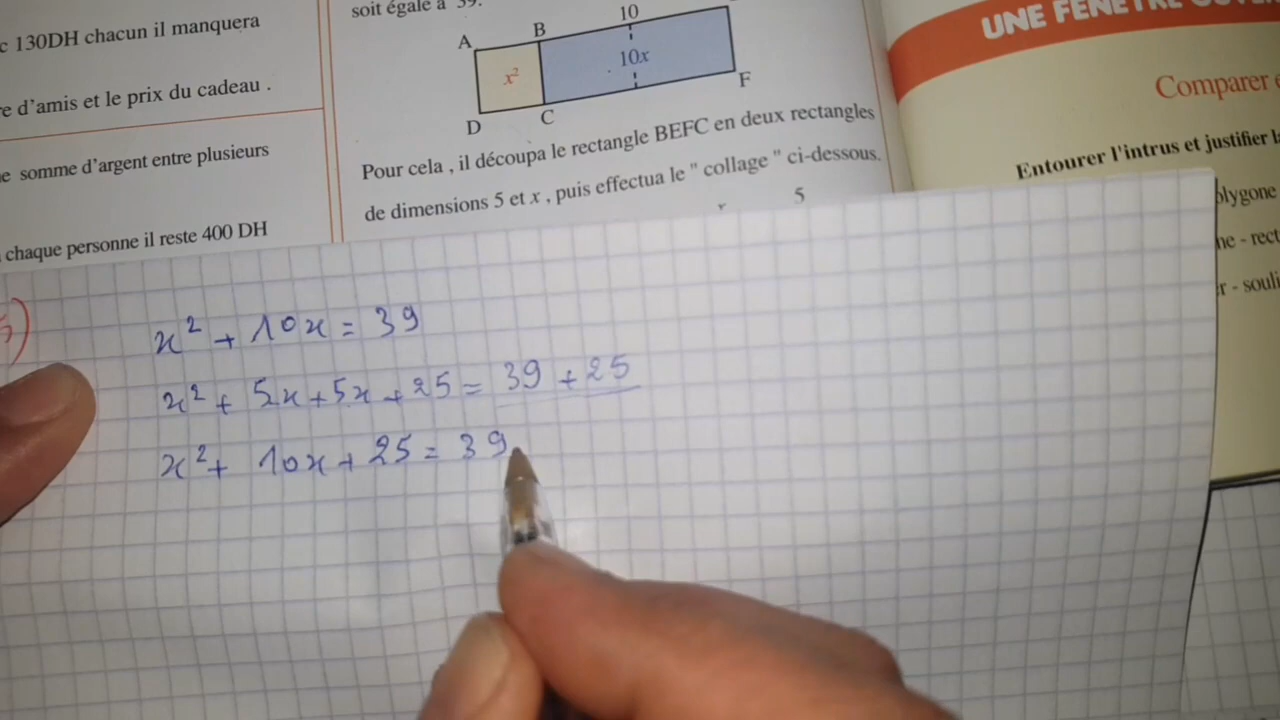 c 130DH chacun il manquera
re d'amis et le prix du cadeau .
e somme d'argent entre plusieurs
chaque personne il reste 400 DH
soit égale à 39.
10
A B
x² 10x
D C F
Pour cela , il découpa le rectangle BEFC en deux rectangles
de dimensions 5 et x , puis effectua le " collage " ci-dessous.
5
UNE FENÊTRE
Comparer
Entourer l'intrus et justifier la
olygone
ne - rect
r - souli
5)
x² + 10x = 39
x² + 5x + 5x + 25 = 39 + 25
x² + 10x + 25 = 39